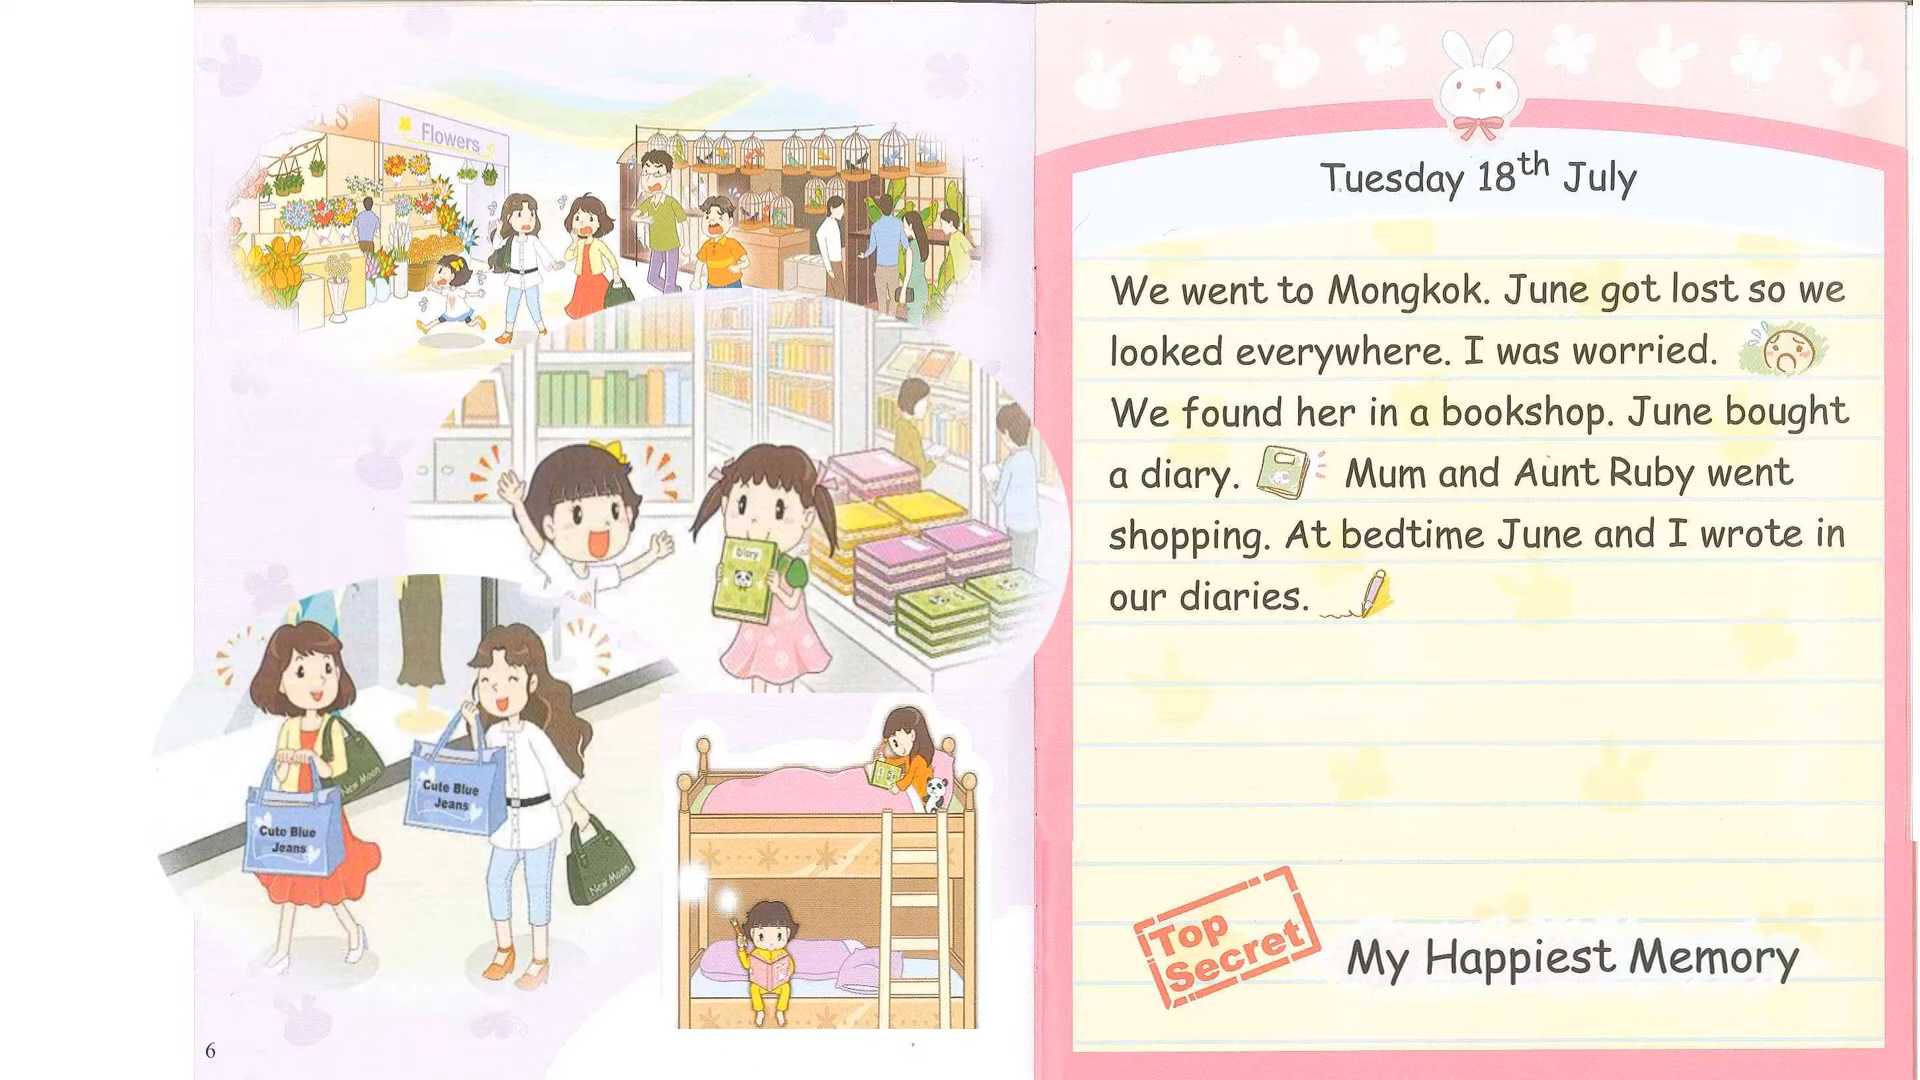 Flowers
Diary
Cute Blue
Jeans
New Moon
Cute Blue
Jeans
New Moon
6
Tuesday 18th July
We went to Mongkok. June got lost so we
looked everywhere. I was worried.
We found her in a bookshop. June bought
a diary. Mum and Aunt Ruby went
shopping. At bedtime June and I wrote in
our diaries.
Top
Secret
My Happiest Memory